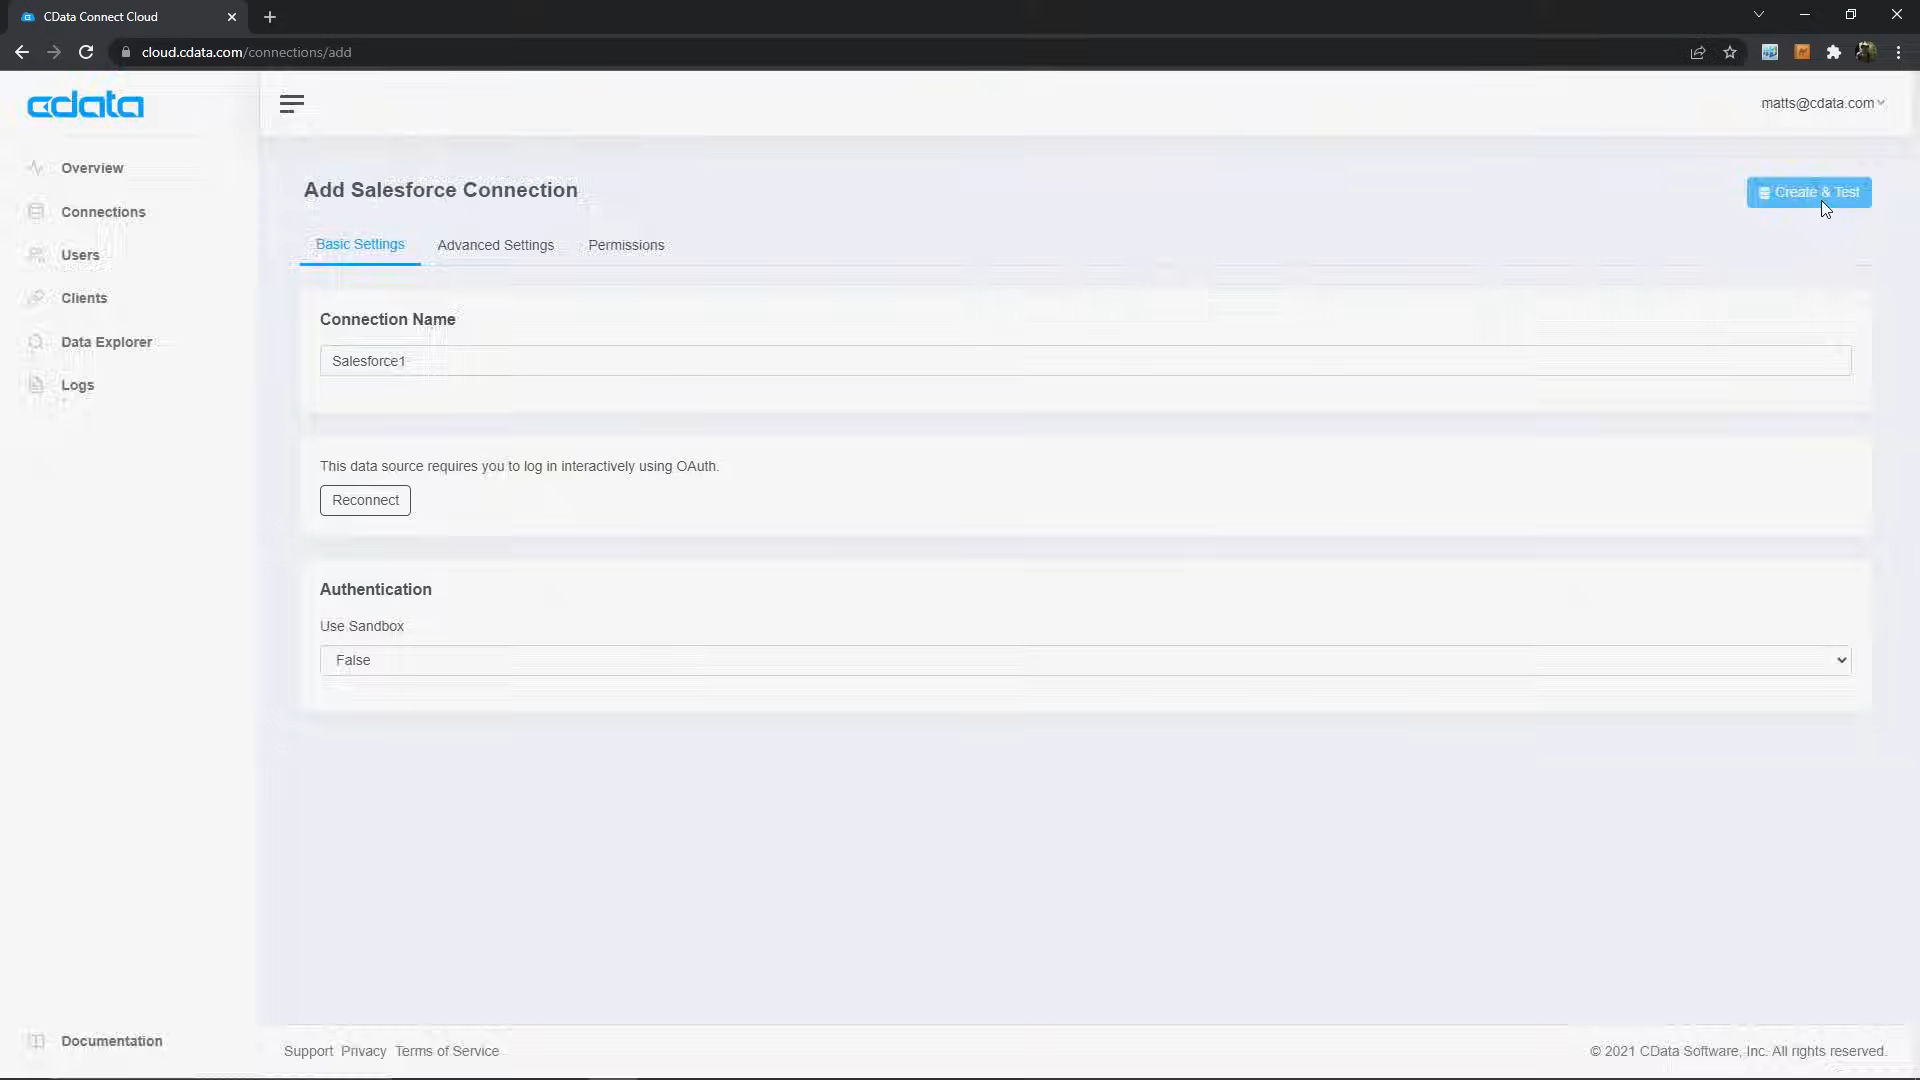 CData Connect Cloud
cloud.cdata.com/connections/add
cdata
matts@cdata.com
Overview
Connections
Users
Clients
Data Explorer
Logs
Documentation
Add Salesforce Connection
Create & Test
Basic Settings Advanced Settings Permissions
Connection Name
Salesforce1
This data source requires you to log in interactively using OAuth.
Reconnect
Authentication
Use Sandbox
False
Support Privacy Terms of Service
© 2021 CData Software, Inc. All rights reserved.